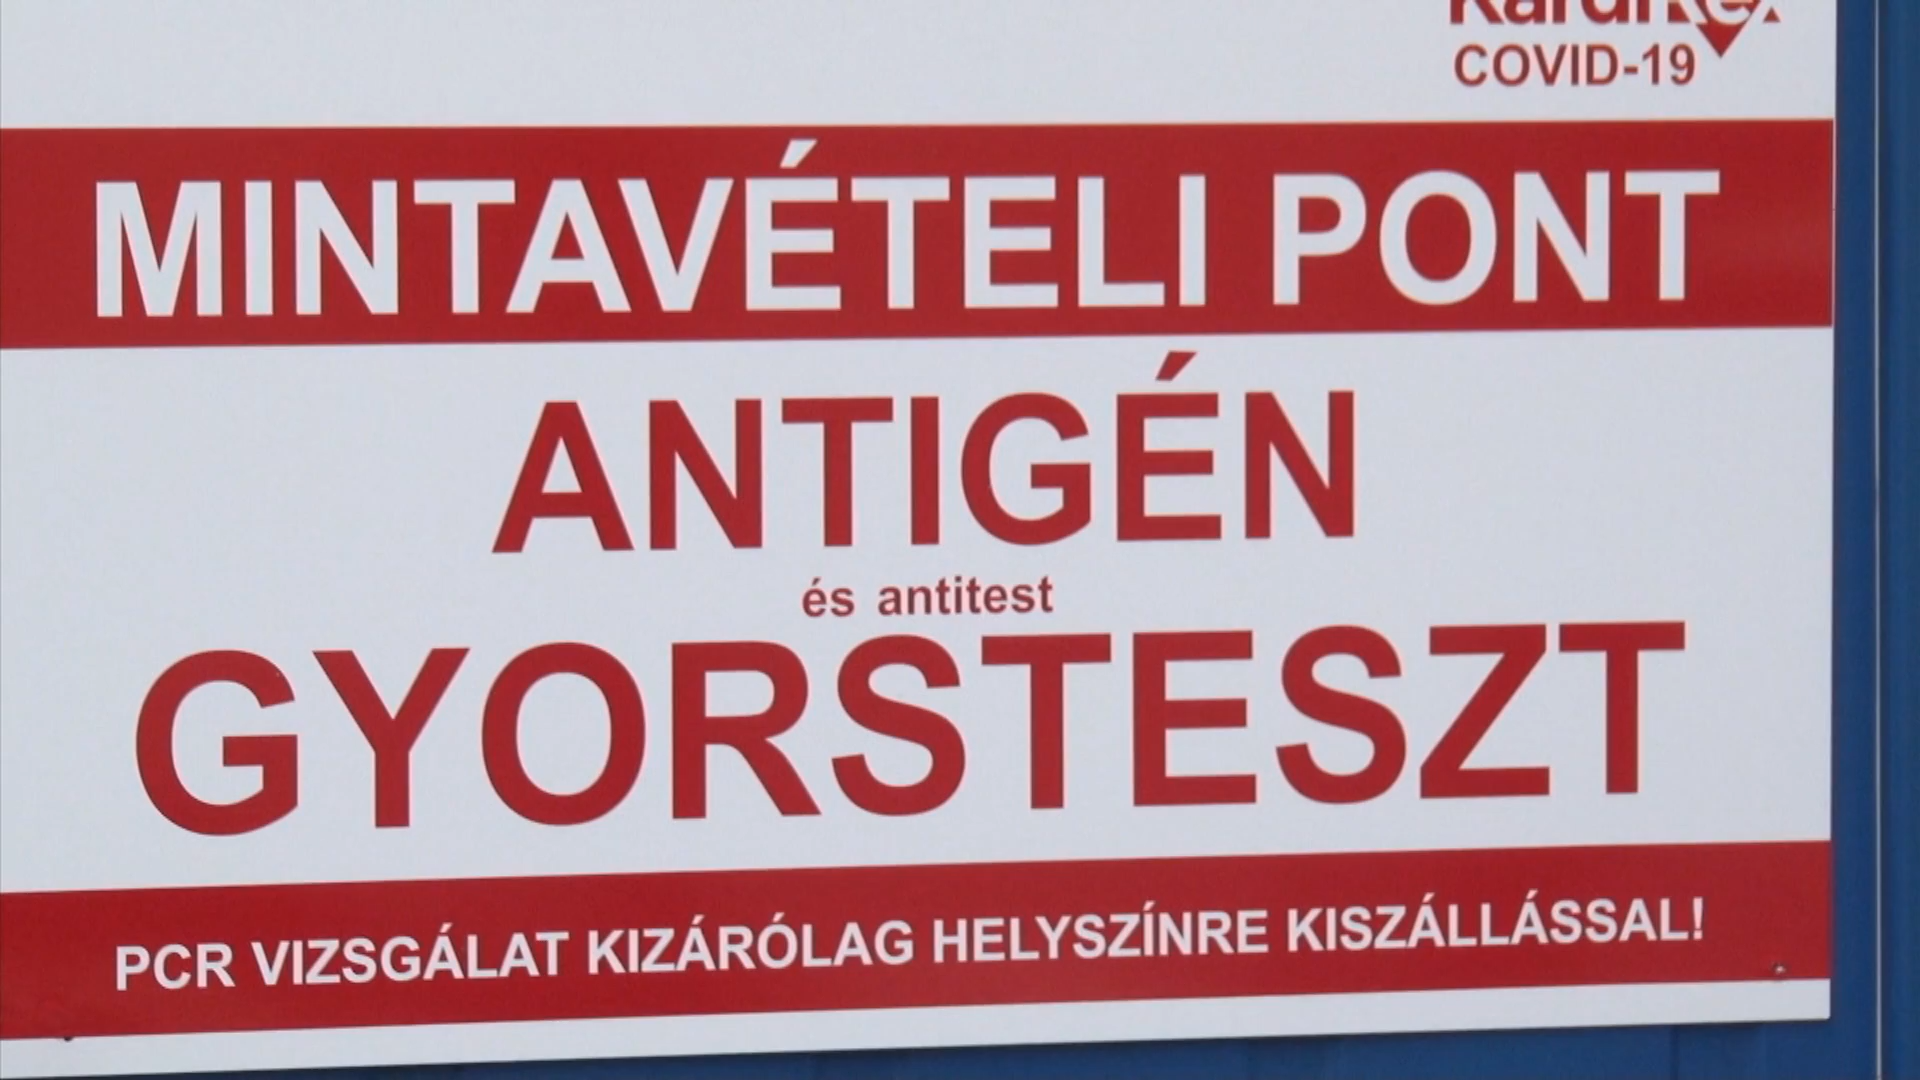 COVID-19
MINTAVÉTELI PONT
ANTIGÉN
és antitest
GYORSTESZT
PCR VIZSGÁLAT KIZÁRÓLAG HELYSZÍNRE KISZÁLLÁSSAL!